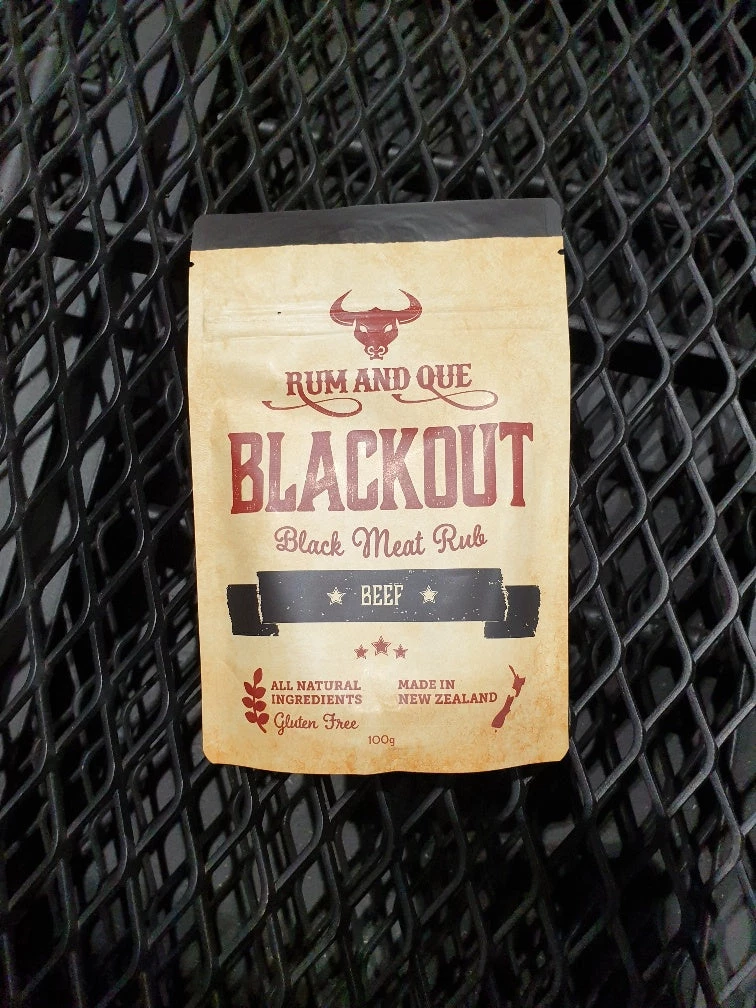 RUM AND QUE
BLACKOUT
Black Meat Rub
BEEF
ALL NATURAL
INGREDIENTS
Gluten Free
MADE IN
NEW ZEALAND
100g